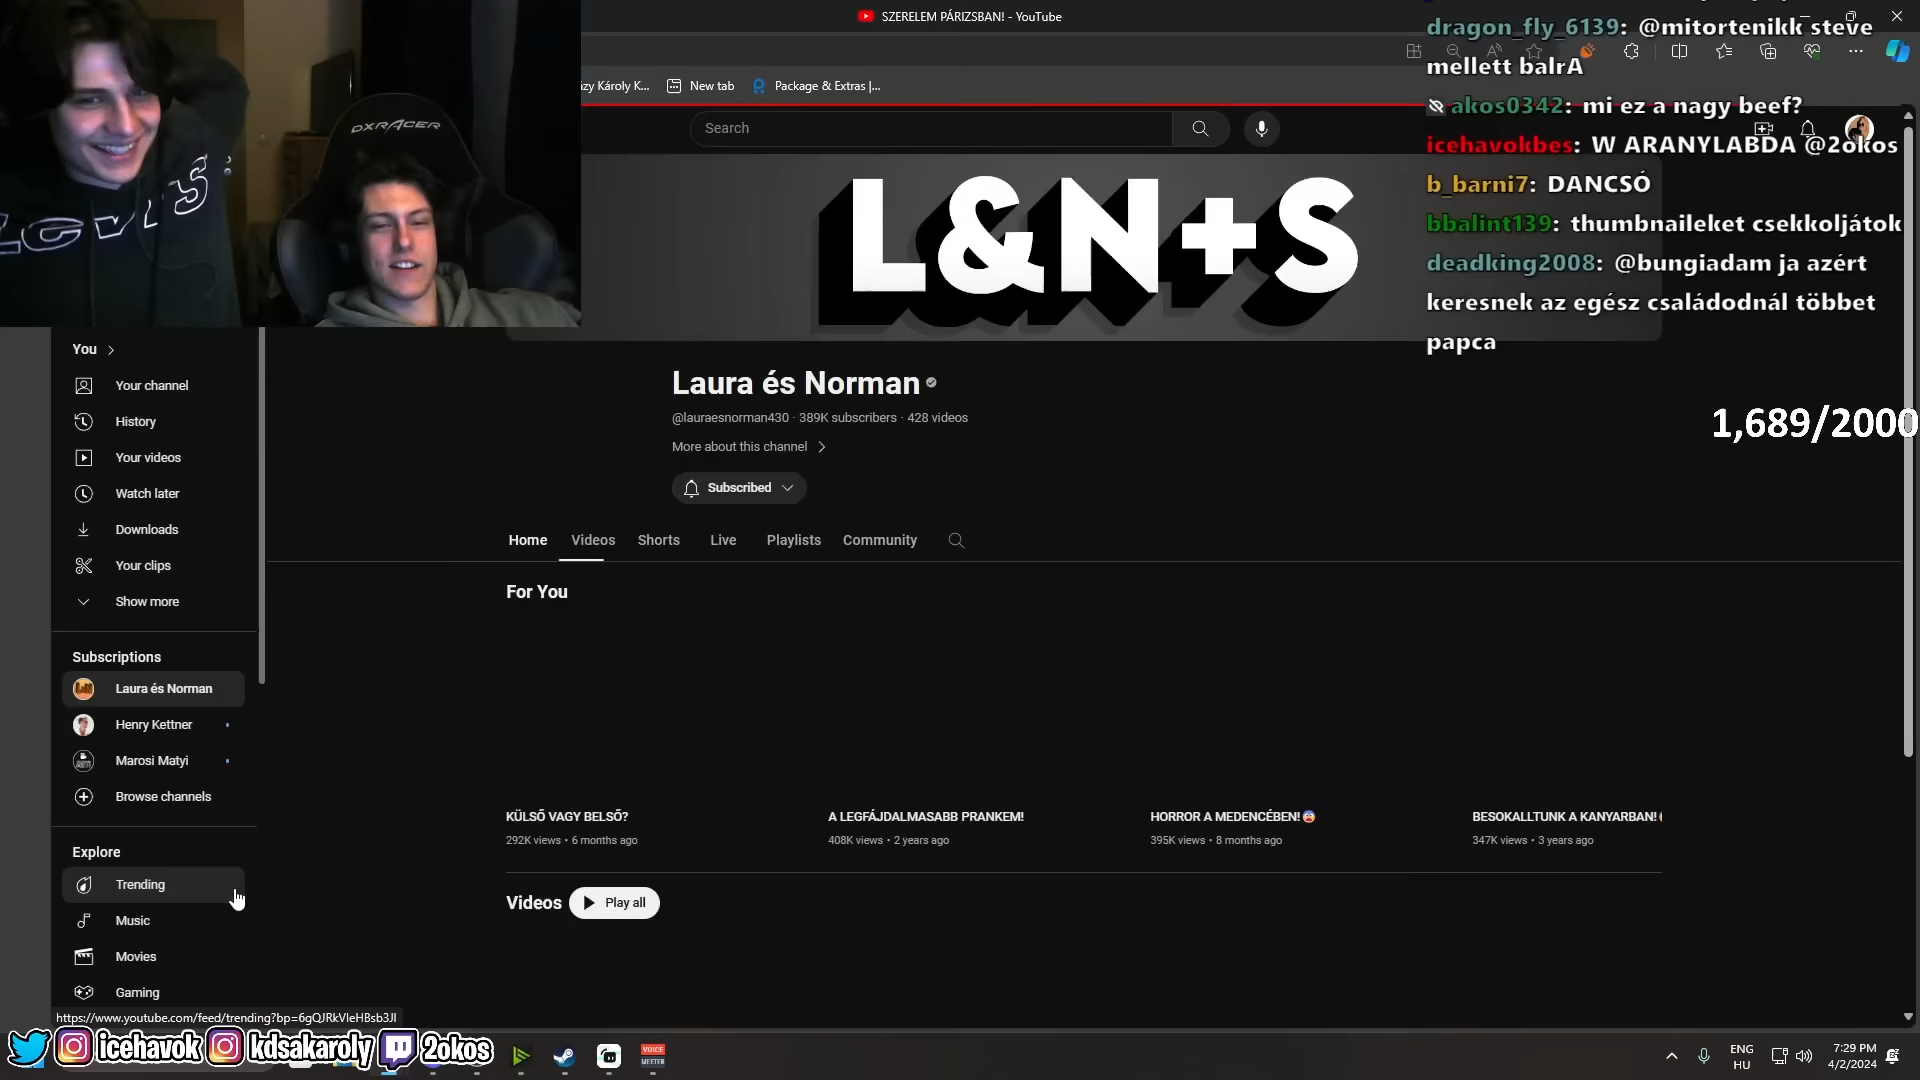 SZERELEM PÁRIZSBAN! - YouTube
dragon_fly_6139: @mitortenikk steve
mellett balrA
zy Károly K...
New tab
Package & Extras |...
akos0342: mi ez a nagy beef?
Search
icehavokbes: W ARANYLABDA @2okos
b_barni7: DANCSÓ
bbalint139: thumbnaileket csekkoljátok
deadking2008: @bungiadam ja azért
keresnek az egész családodnál többet
papca
DXRACER
LEVI'S
L&N+S
You
Your channel
History
Your videos
Watch later
Downloads
Your clips
Show more
Subscriptions
Laura és Norman
Henry Kettner
Marosi Matyi
Browse channels
Explore
Trending
Music
Movies
Gaming
Laura és Norman
@lauraesnorman430 · 389K subscribers · 428 videos
More about this channel
Subscribed
1,689/2000
Home
Videos
Shorts
Live
Playlists
Community
For You
KÜLSŐ VAGY BELSŐ?
292K views • 6 months ago
A LEGFÁJDALMASABB PRANKEM!
408K views • 2 years ago
HORROR A MEDENCÉBEN!
395K views • 8 months ago
BESOKALLTUNK A KANYARBAN!
347K views • 3 years ago
Videos
Play all
https://www.youtube.com/feed/trending?bp=6gQJRkVleHBsb3Jl
icehavok
kdsakaroly
2okos
VOICE
MEETER
ENG
HU
7:29 PM
4/2/2024